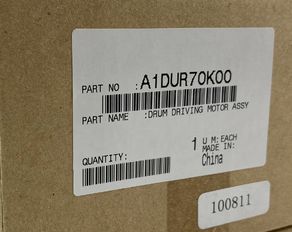 PART NO :A1DUR70K00
PART NAME :DRUM DRIVING MOTOR ASSY
1 U M:EACH
QUANTITY: MADE IN:
China
100811